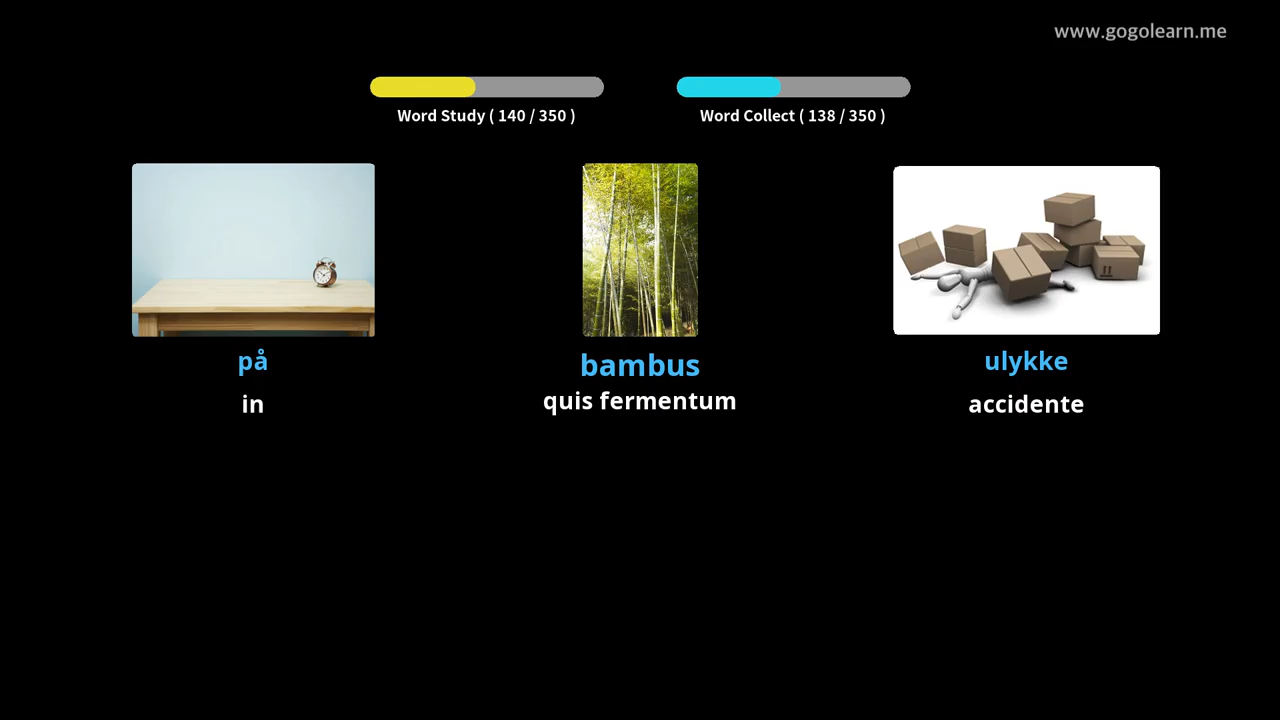 www.gogolearn.me
Word Study ( 140 / 350 )
Word Collect ( 138 / 350 )
på
in
bambus
quis fermentum
ulykke
accidente